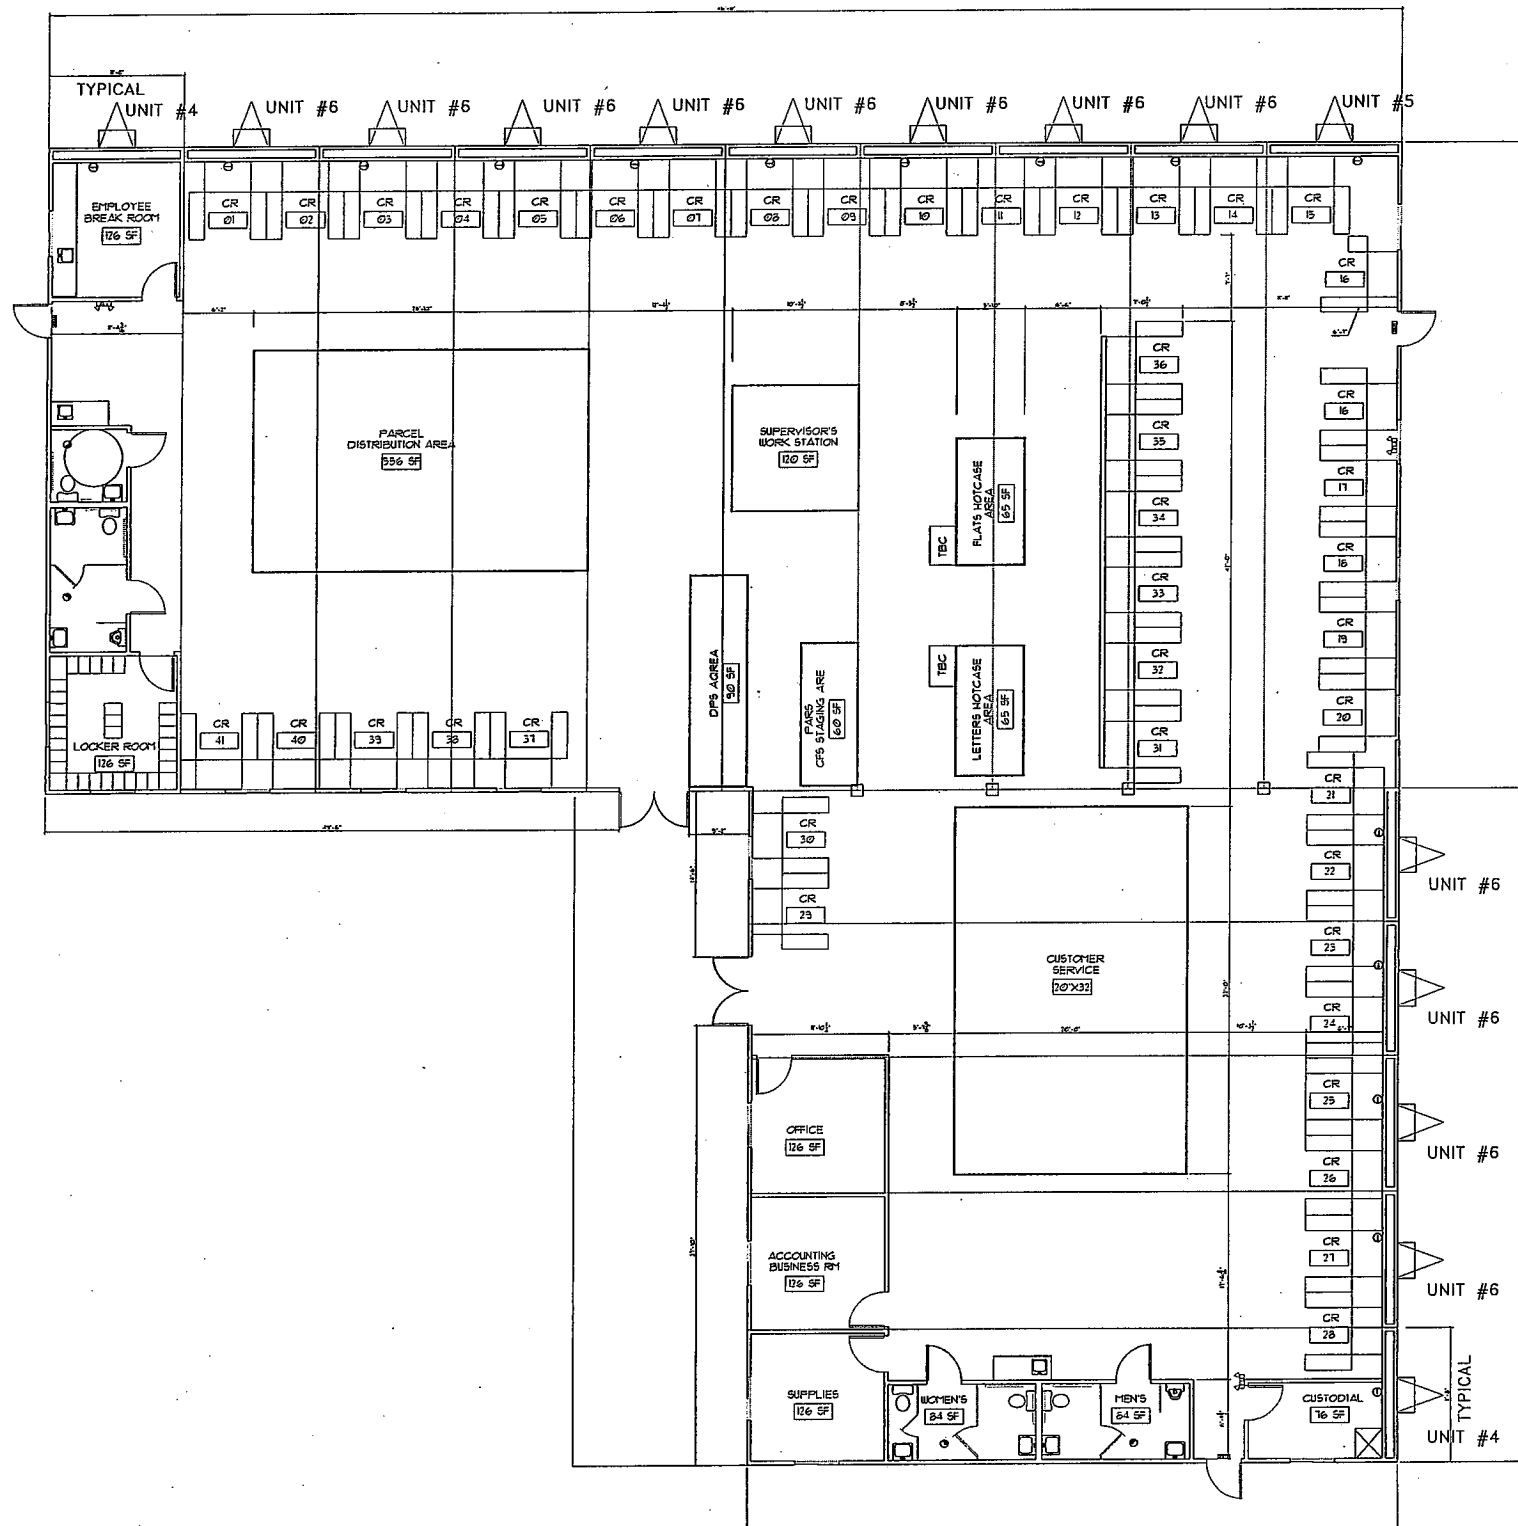 TYPICAL
UNIT #4
UNIT #6
UNIT #6
UNIT #6
UNIT #6
UNIT #6
UNIT #6
UNIT #6
UNIT #6
UNIT #5
EMPLOYEE
BREAK ROOM
126 SF
CR
01
CR
02
CR
03
CR
04
CR
05
CR
06
CR
07
CR
08
CR
09
CR
10
CR
11
CR
12
CR
13
CR
14
CR
15
CR
16
CR
36
CR
16
CR
35
CR
17
CR
34
CR
18
CR
33
CR
19
CR
32
CR
20
CR
31
PARCEL
DISTRIBUTION AREA
556 SF
SUPERVISOR'S
WORK STATION
120 SF
FLATS HOTCASE
AREA
65 SF
TBC
TBC
LETTERS HOTCASE
AREA
65 SF
DPS AQREA
90 SF
PARS
CFS STAGING ARE
60 SF
LOCKER ROOM
126 SF
CR
41
CR
40
CR
39
CR
38
CR
37
CR
30
CR
29
CR
21
CR
22
CR
23
CR
24
CR
25
CR
26
CR
27
CR
28
UNIT #6
UNIT #6
UNIT #6
UNIT #6
UNIT #4
TYPICAL
CUSTOMER
SERVICE
20'X32
OFFICE
126 SF
ACCOUNTING
BUSINESS RM
126 SF
SUPPLIES
126 SF
WOMEN'S
84 SF
MEN'S
84 SF
CUSTODIAL
76 SF